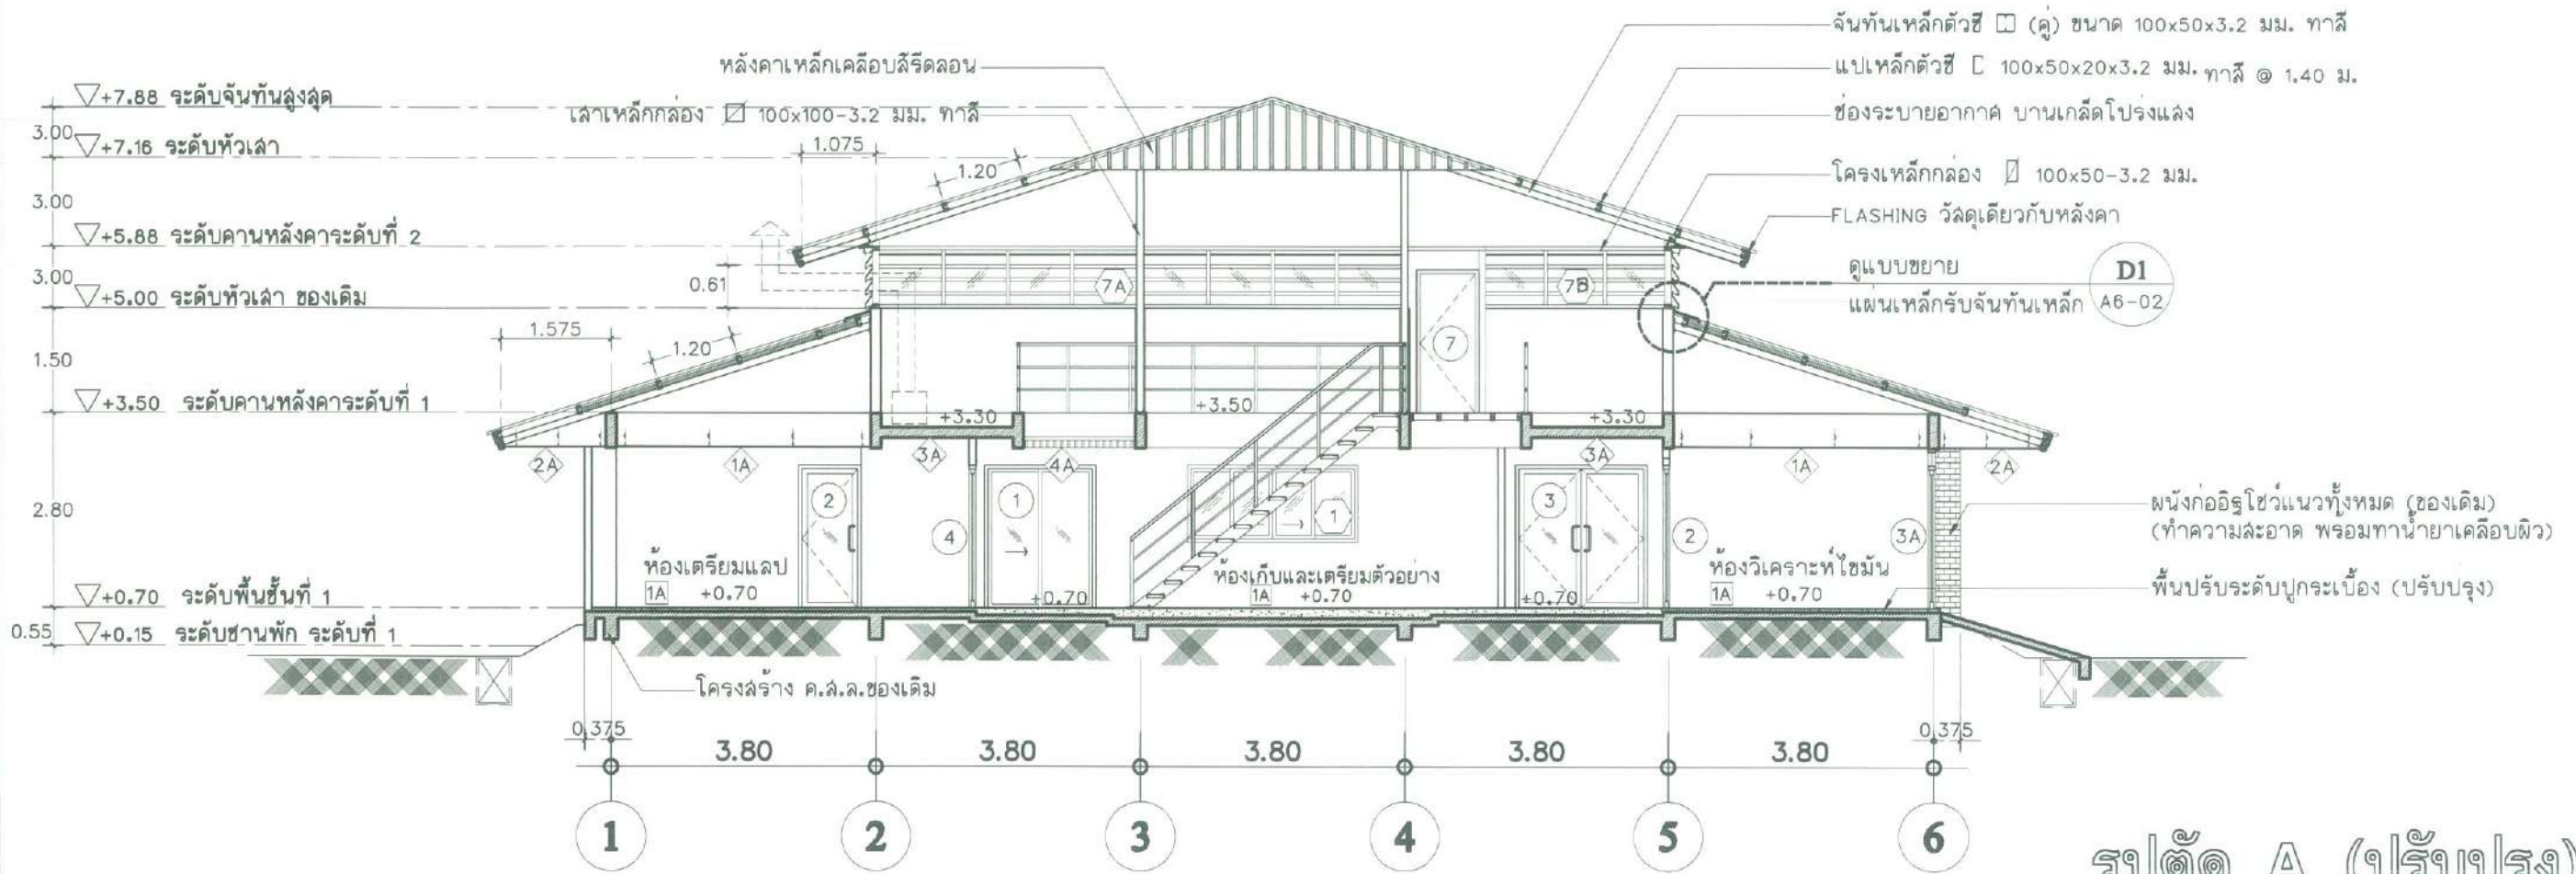 ▽+7.88 ระดับจันทันสูงสุด
3.00
▽+7.16 ระดับหัวเสา
3.00
▽+5.88 ระดับคานหลังคาระดับที่ 2
3.00
▽+5.00 ระดับหัวเสา ของเดิม
1.50
▽+3.50 ระดับคานหลังคาระดับที่ 1
2.80
▽+0.70 ระดับพื้นชั้นที่ 1
0.55
▽+0.15 ระดับชานพัก ระดับที่ 1
หลังคาเหล็กเคลือบสีรีดลอน
เสาเหล็กกล่อง 100x100-3.2 มม. ทาสี
1.075
1.20
0.61
1.575
1.20
จันทันเหล็กตัวซี (คู่) ขนาด 100x50x3.2 มม. ทาสี
แปเหล็กตัวซี 100x50x20x3.2 มม. ทาสี @ 1.40 ม.
ช่องระบายอากาศ บานเกล็ดโปร่งแสง
โครงเหล็กกล่อง 100x50-3.2 มม.
FLASHING วัสดุเดียวกับหลังคา
ดูแบบขยาย
แผ่นเหล็กรับจันทันเหล็ก
D1
A6-02
7A
7B
7
+3.30
+3.50
+3.30
2A
1A
3A
4A
3A
1A
2A
2
4
1
1
3
2
3A
ห้องเตรียมแลป
1A +0.70
+0.70
ห้องเก็บและเตรียมตัวอย่าง
1A +0.70
+0.70
ห้องวิเคราะห์ไขมัน
1A +0.70
ผนังก่ออิฐโชว์แนวทั้งหมด (ของเดิม)
(ทำความสะอาด พร้อมทาน้ำยาเคลือบผิว)
พื้นปรับระดับปูกระเบื้อง (ปรับปรุง)
โครงสร้าง ค.ส.ล.ของเดิม
0.375
3.80
3.80
3.80
3.80
3.80
0.375
1
2
3
4
5
6
รูปตัด A (ปรับปรุง)